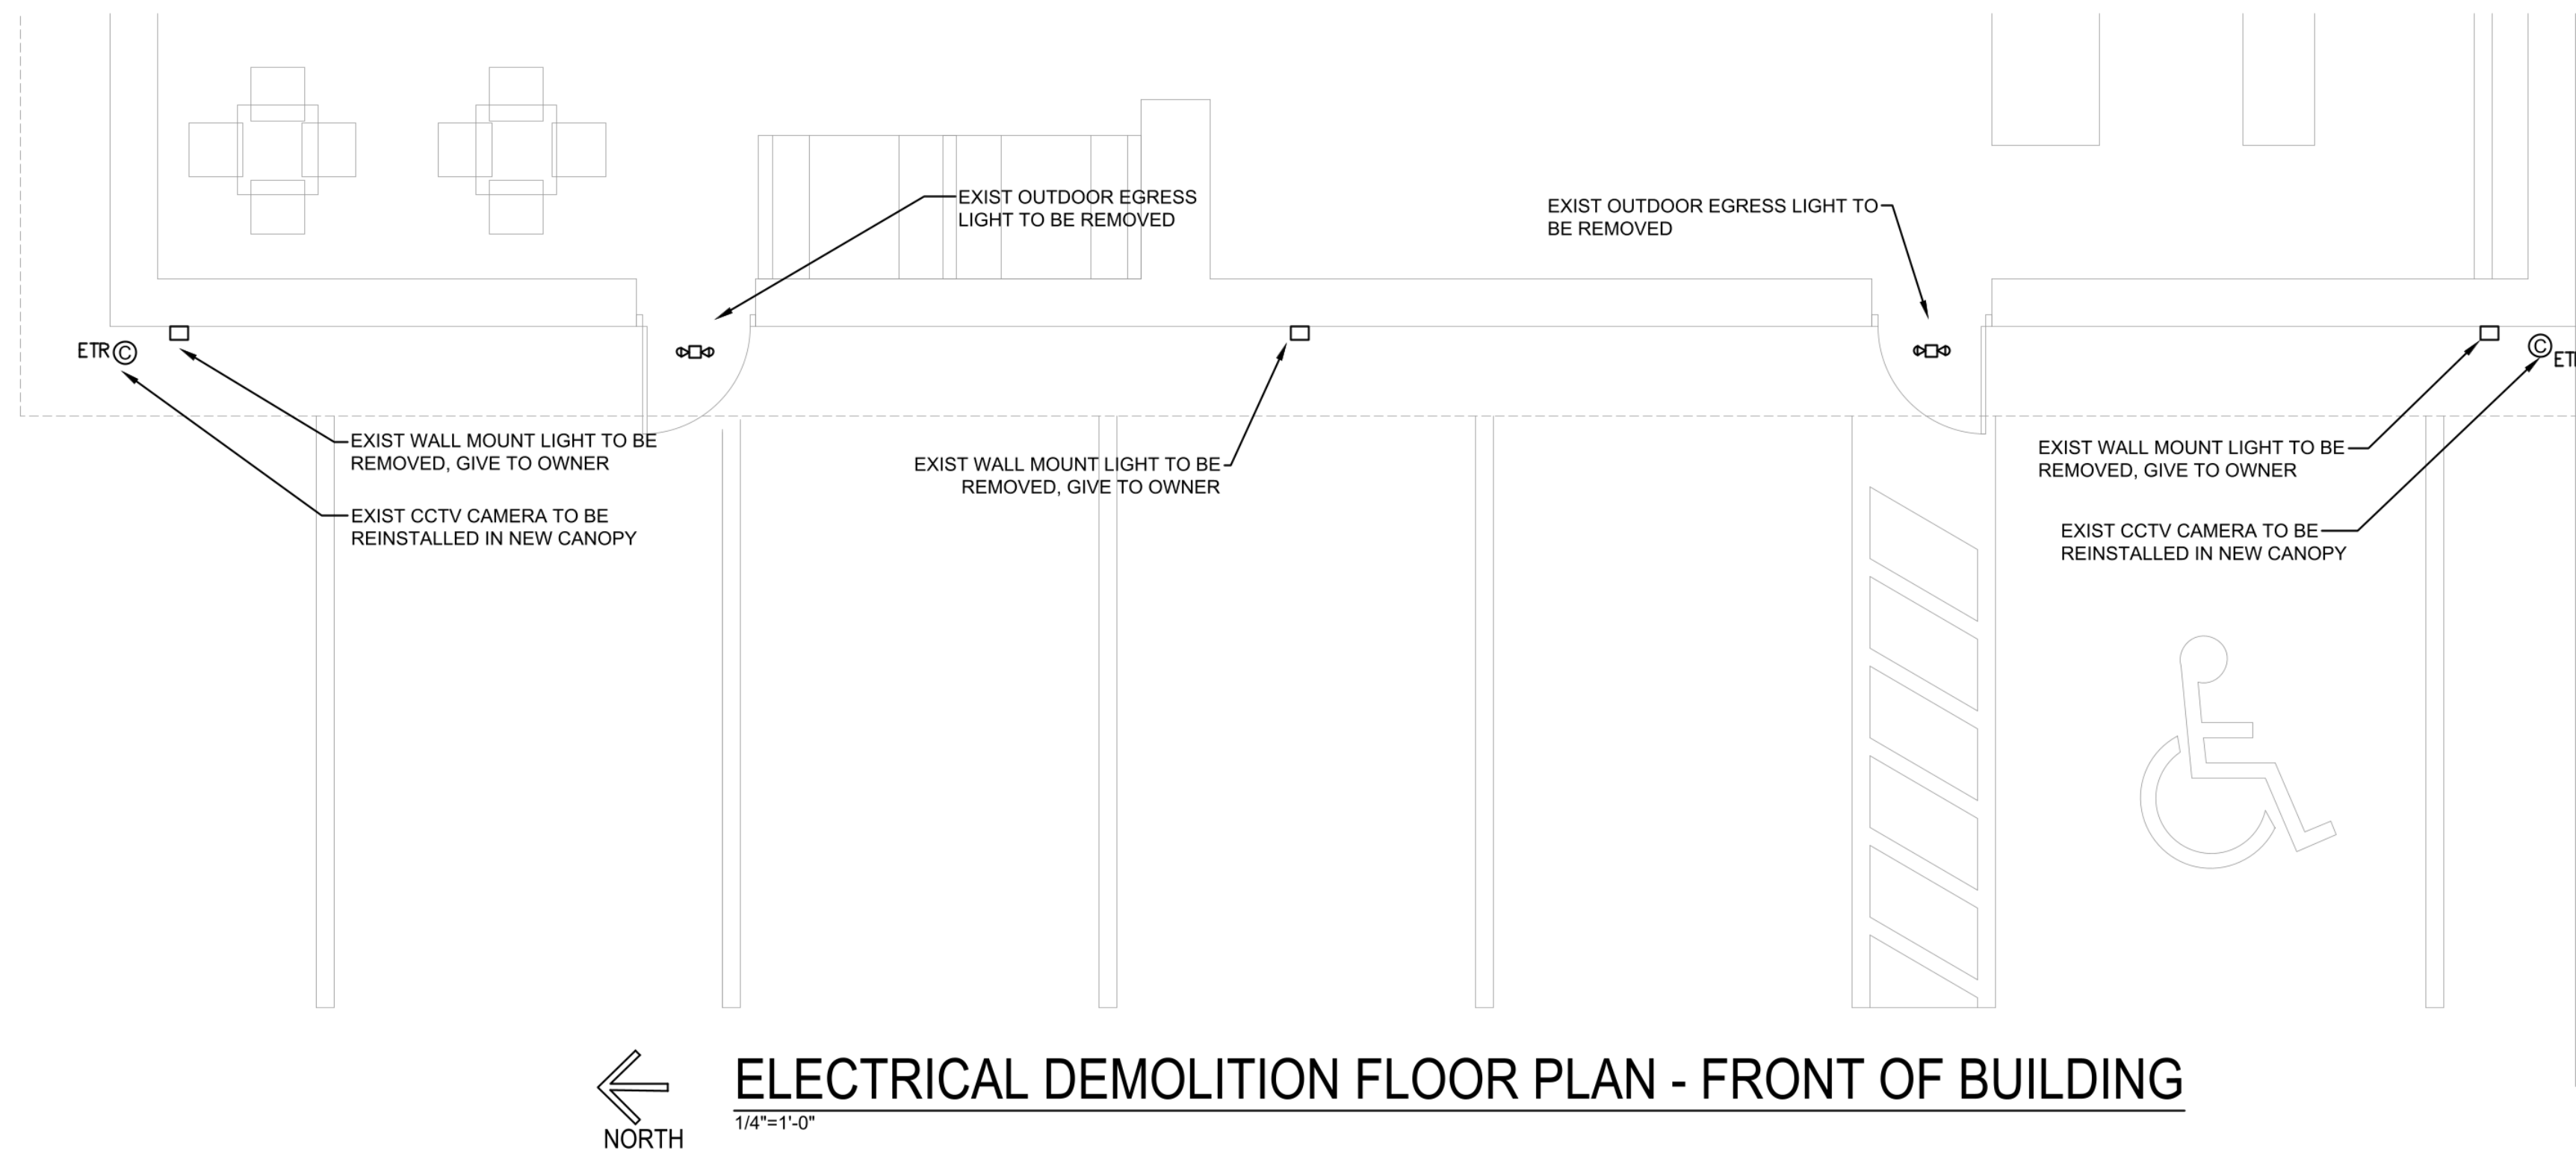 EXIST OUTDOOR EGRESS
LIGHT TO BE REMOVED
EXIST OUTDOOR EGRESS LIGHT TO
BE REMOVED
ETR©
© ET
EXIST WALL MOUNT LIGHT TO BE
REMOVED, GIVE TO OWNER
EXIST CCTV CAMERA TO BE
REINSTALLED IN NEW CANOPY
EXIST WALL MOUNT LIGHT TO BE
REMOVED, GIVE TO OWNER
EXIST WALL MOUNT LIGHT TO BE
REMOVED, GIVE TO OWNER
EXIST CCTV CAMERA TO BE
REINSTALLED IN NEW CANOPY
ELECTRICAL DEMOLITION FLOOR PLAN - FRONT OF BUILDING
1/4"=1'-0"
NORTH